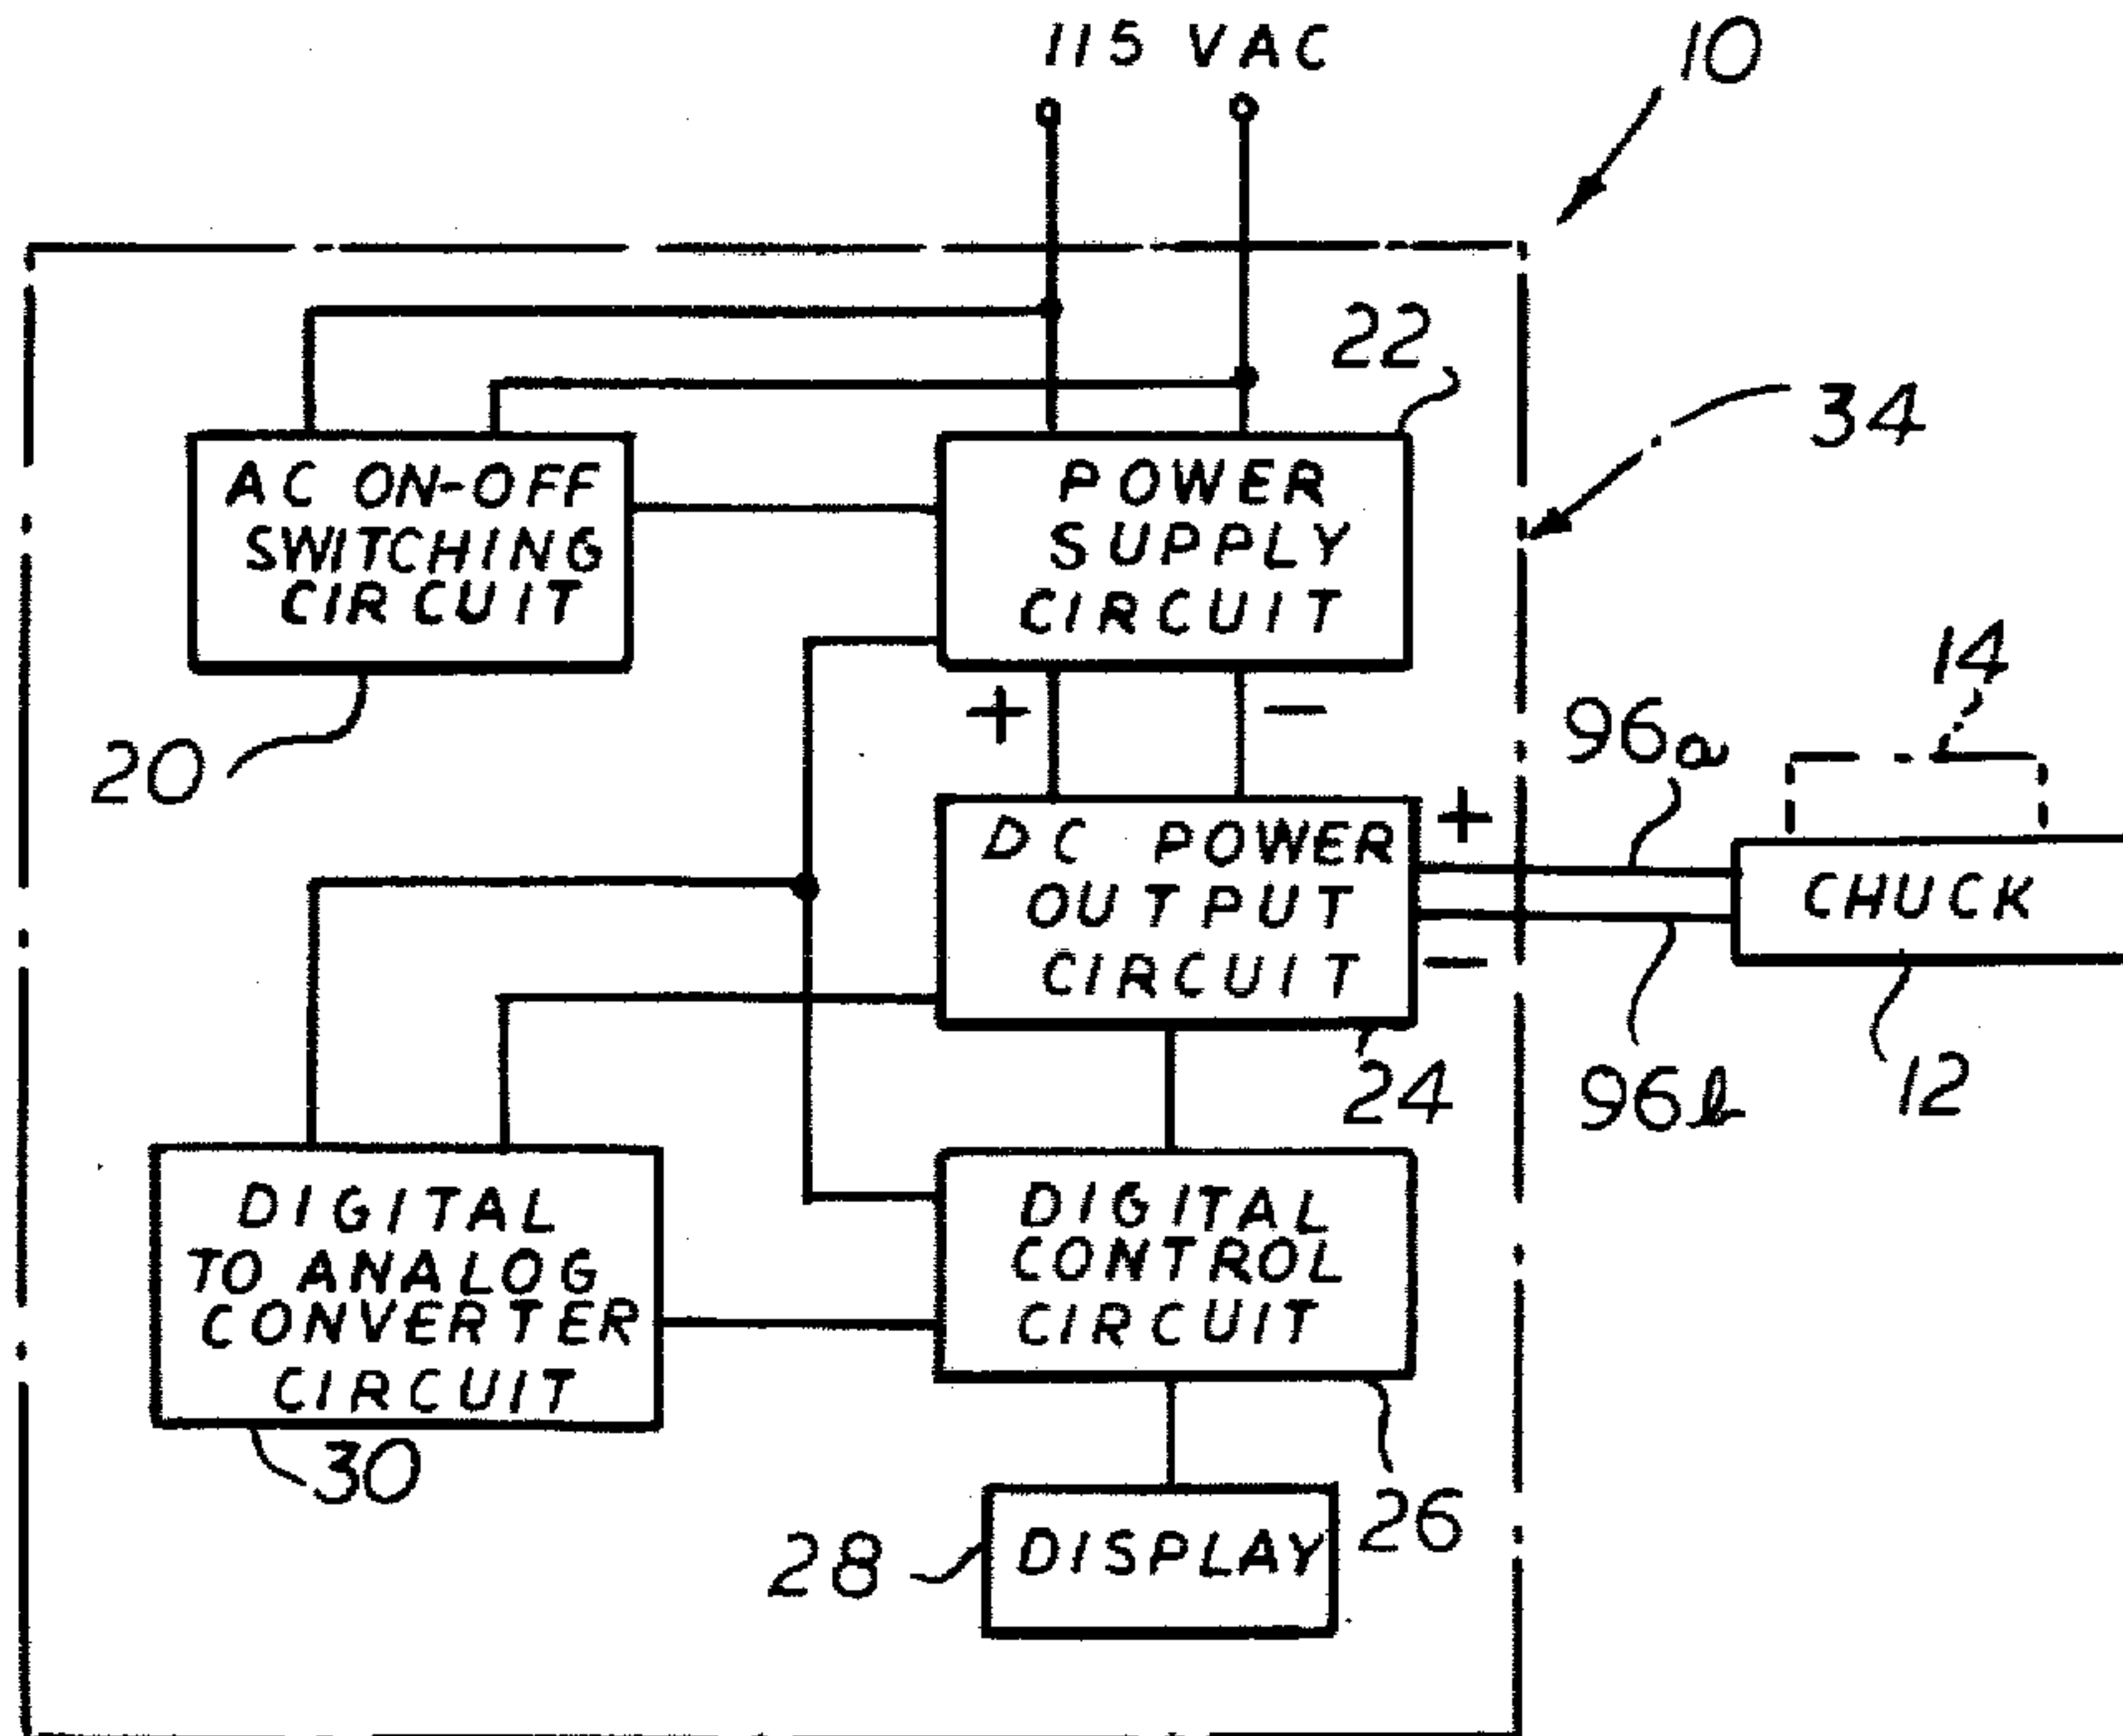 115 VAC
10
22
34
AC ON-OFF
SWITCHING
CIRCUIT
POWER
SUPPLY
CIRCUIT
14
+
−
20
96a
+
DC POWER
OUTPUT
CIRCUIT
CHUCK
−
24
96b
12
DIGITAL
TO ANALOG
CONVERTER
CIRCUIT
DIGITAL
CONTROL
CIRCUIT
30
26
28
DISPLAY